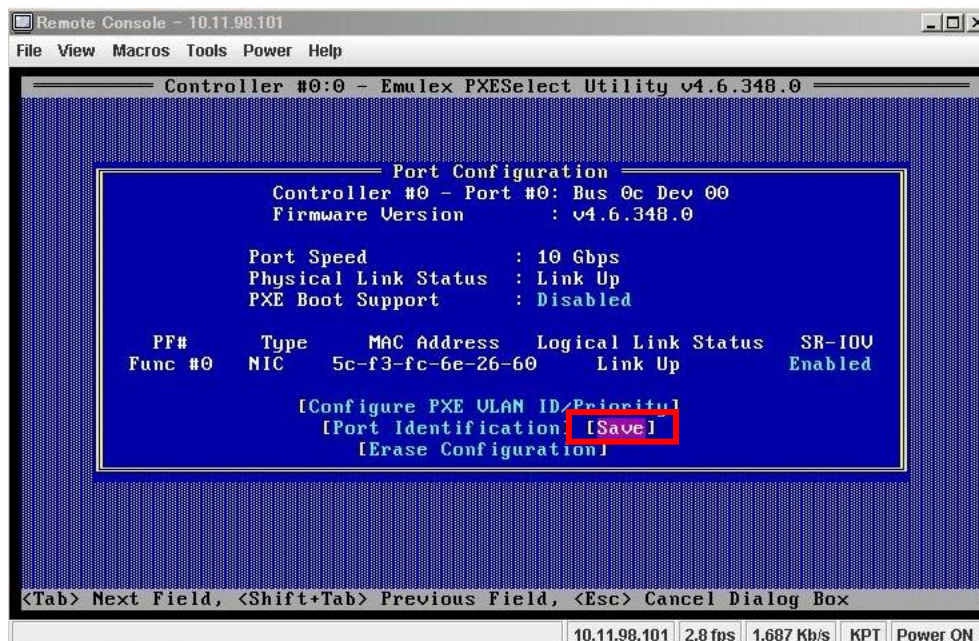 Remote Console - 10.11.98.101
File View Macros Tools Power Help
Controller #0:0 - Emulex PXESelect Utility v4.6.348.0
Port Configuration
Controller #0 - Port #0: Bus 0c Dev 00
Firmware Version : v4.6.348.0
Port Speed : 10 Gbps
Physical Link Status : Link Up
PXE Boot Support : Disabled
PF# Type MAC Address Logical Link Status SR-IOV
Func #0 NIC 5c-f3-fc-6e-26-60 Link Up Enabled
[Configure PXE VLAN ID/Priority]
[Port Identification] [Save]
[Erase Configuration]
<Tab> Next Field, <Shift+Tab> Previous Field, <Esc> Cancel Dialog Box
10.11.98.101 2.8 fps 1.687 Kb/s KPT Power ON